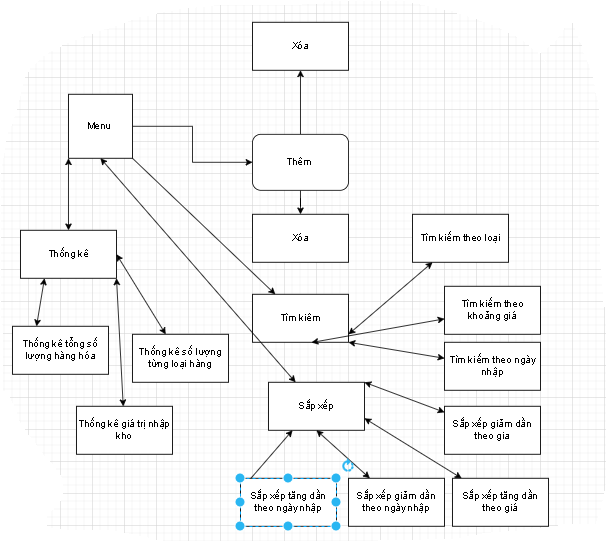 Xóa
Menu
Thêm
Xóa
Tìm kiếm theo loại
Thống kê
Tìm kiếm theo
khoảng giá
Tìm kiêm
Thống kê tổng số
lượng hàng hóa
Thống kê số lượng
từng loại hàng
Tìm kiếm theo ngày
nhập
Sắp xếp
Thống kê giá trị nhập
kho
Sắp xếp giảm dần
theo gia
Sắp xếp tăng dần
theo ngày nhập
Sắp xếp giảm dần
theo ngày nhập
Sắp xếp tăng dần
theo giá